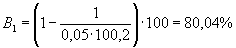 B₁ = (1 − 1 / (0,05·100,2))·100 = 80,04%